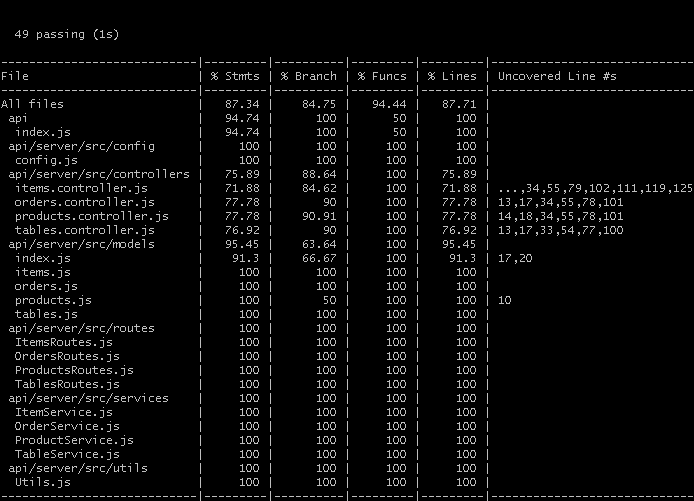 49 passing (1s)
-----------------------------|----------|----------|----------|----------|-------------------|
File                         |  % Stmts | % Branch |  % Funcs |  % Lines | Uncovered Line #s
-----------------------------|----------|----------|----------|----------|-------------------|
All files                    |    87.34 |    84.75 |    94.44 |    87.71 |
 api                         |    94.74 |      100 |       50 |      100 |
  index.js                   |    94.74 |      100 |       50 |      100 |
 api/server/src/config       |      100 |      100 |      100 |      100 |
  config.js                  |      100 |      100 |      100 |      100 |
 api/server/src/controllers  |    75.89 |    88.64 |      100 |    75.89 |
  items.controller.js        |    71.88 |    84.62 |      100 |    71.88 | ...,34,55,79,102,111,119,125
  orders.controller.js       |    77.78 |       90 |      100 |    77.78 | 13,17,34,55,78,101
  products.controller.js     |    77.78 |    90.91 |      100 |    77.78 | 14,18,34,55,78,101
  tables.controller.js       |    76.92 |       90 |      100 |    76.92 | 13,17,33,54,77,100
 api/server/src/models       |    95.45 |    63.64 |      100 |    95.45 |
  index.js                   |     91.3 |    66.67 |      100 |     91.3 | 17,20
  items.js                   |      100 |      100 |      100 |      100 |
  orders.js                  |      100 |      100 |      100 |      100 |
  products.js                |      100 |       50 |      100 |      100 | 10
  tables.js                  |      100 |      100 |      100 |      100 |
 api/server/src/routes       |      100 |      100 |      100 |      100 |
  ItemsRoutes.js             |      100 |      100 |      100 |      100 |
  OrdersRoutes.js            |      100 |      100 |      100 |      100 |
  ProductsRoutes.js          |      100 |      100 |      100 |      100 |
  TablesRoutes.js            |      100 |      100 |      100 |      100 |
 api/server/src/services     |      100 |      100 |      100 |      100 |
  ItemService.js             |      100 |      100 |      100 |      100 |
  OrderService.js            |      100 |      100 |      100 |      100 |
  ProductService.js          |      100 |      100 |      100 |      100 |
  TableService.js            |      100 |      100 |      100 |      100 |
 api/server/src/utils        |      100 |      100 |      100 |      100 |
  Utils.js                   |      100 |      100 |      100 |      100 |
-----------------------------|----------|----------|----------|----------|-------------------|